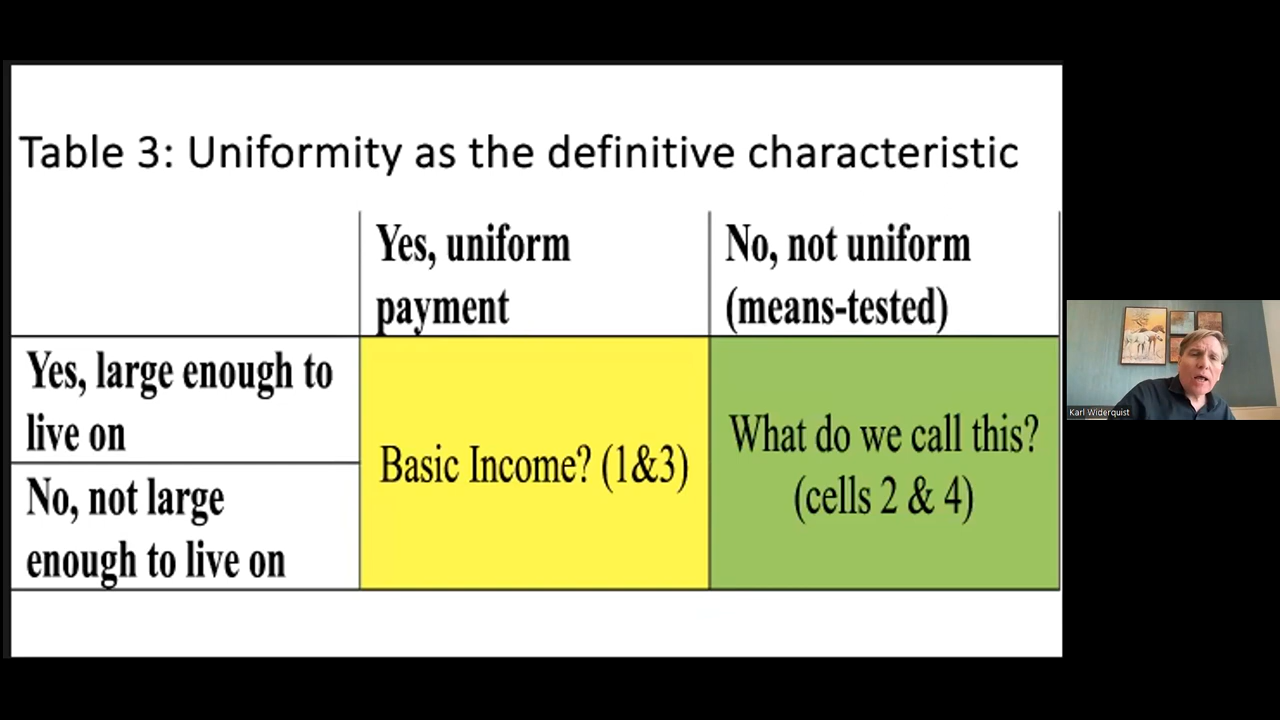 Table 3: Uniformity as the definitive characteristic
Yes, uniform
payment
No, not uniform
(means-tested)
Yes, large enough to
live on
No, not large
enough to live on
Basic Income? (1&3)
What do we call this?
(cells 2 & 4)
Karl Widerquist